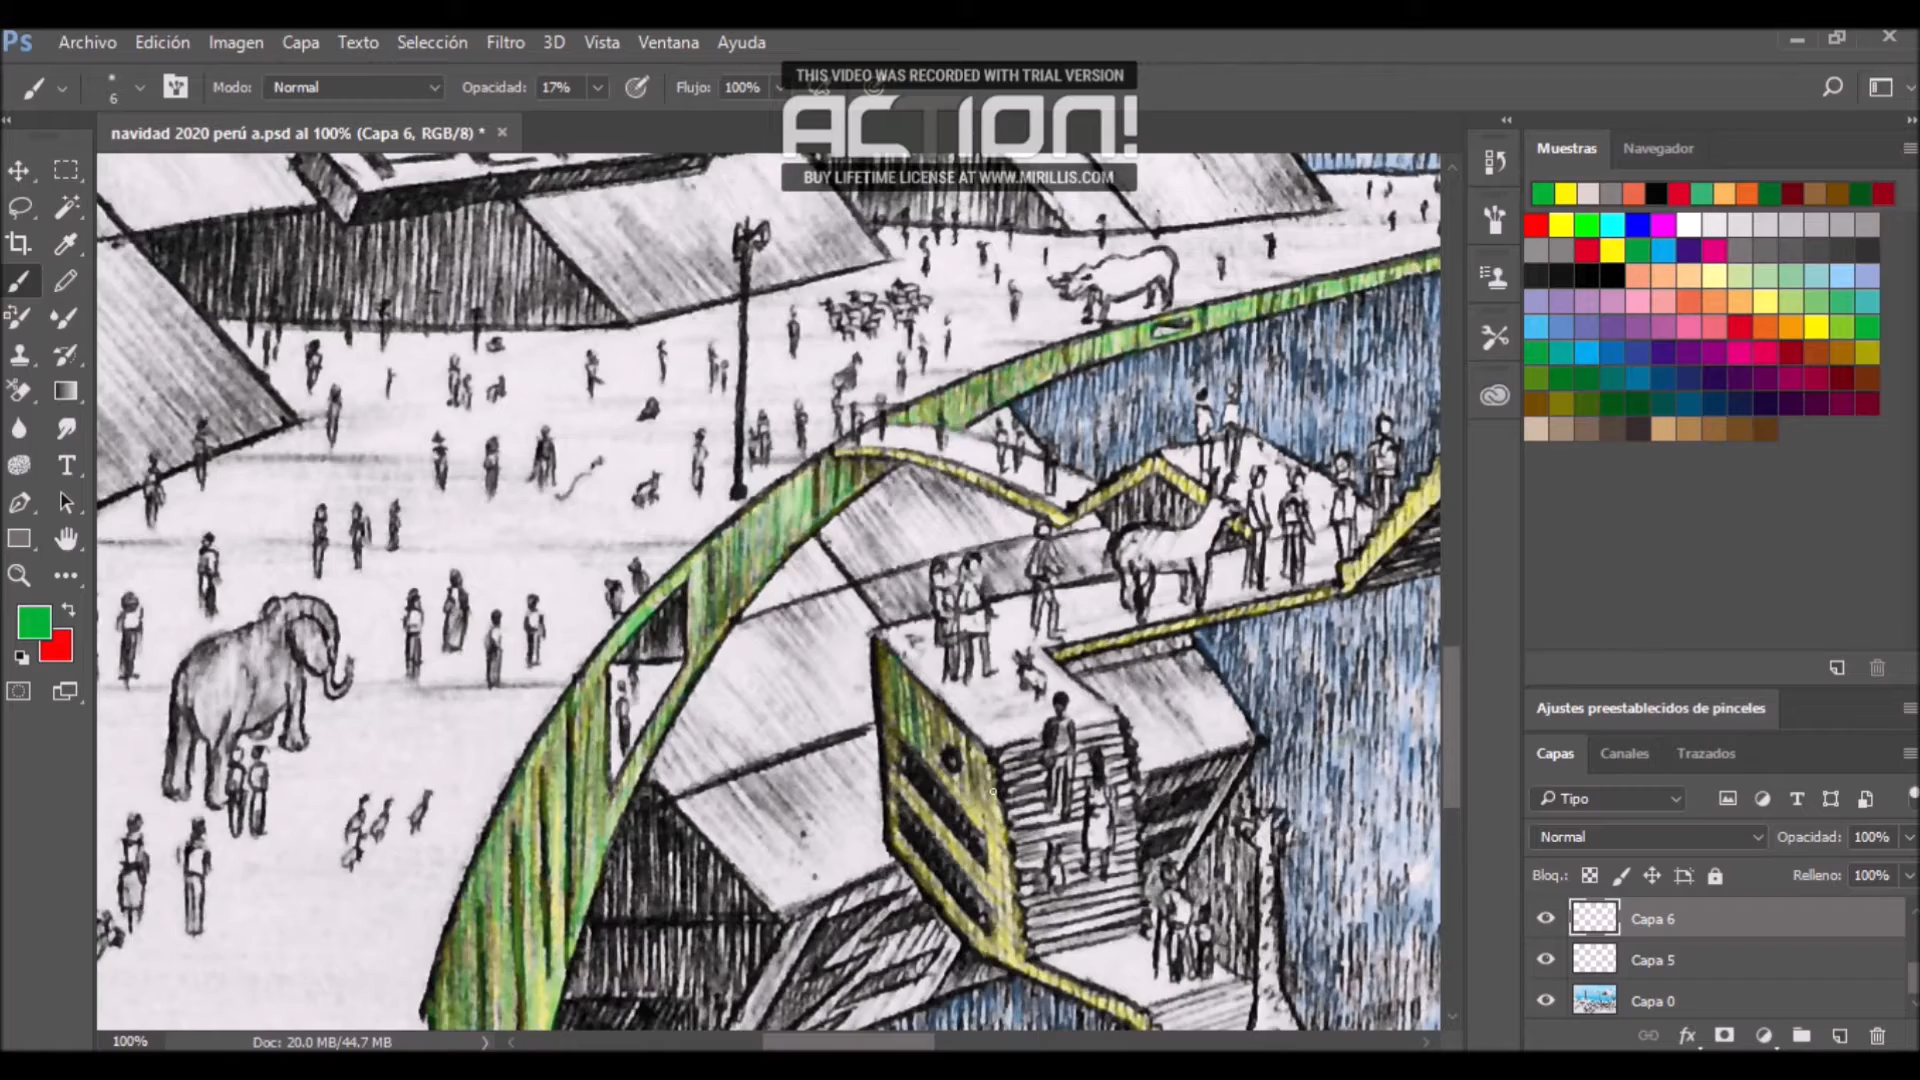 Ps Archivo Edición Imagen Capa Texto Selección Filtro 3D Vista Ventana Ayuda
6 Modo: Normal Opacidad: 17% Flujo: 100%
THIS VIDEO WAS RECORDED WITH TRIAL VERSION
ACTION!
BUY LIFETIME LICENSE AT WWW.MIRILLIS.COM
navidad 2020 perú a.psd al 100% (Capa 6, RGB/8) *
Muestras Navegador
Ajustes preestablecidos de pinceles
Capas Canales Trazados
Tipo
Normal Opacidad: 100%
Bloq.: Relleno: 100%
Capa 6
Capa 5
Capa 0
fx
100% Doc: 20.0 MB/44.7 MB